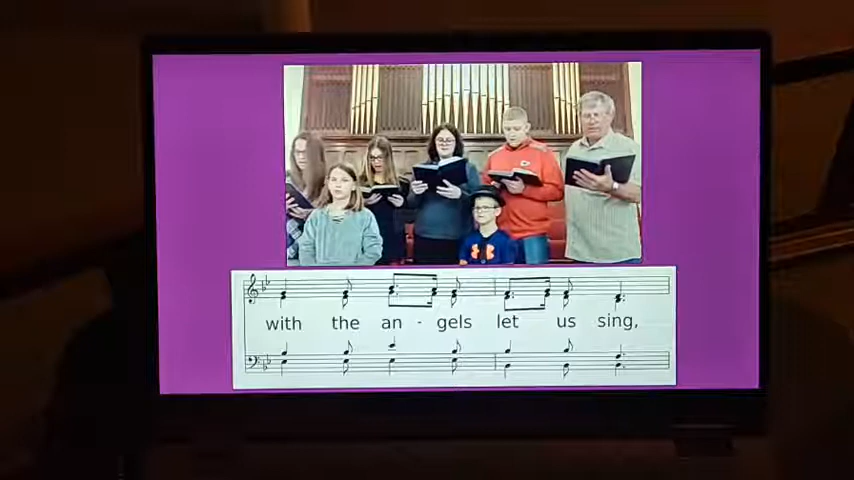 with the an - gels let us sing,